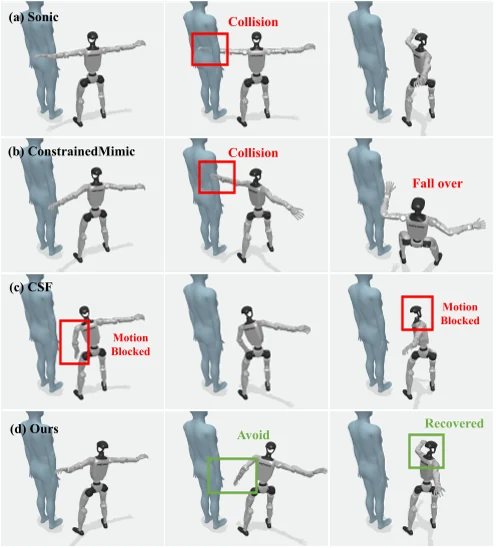 (a) Sonic
Collision
(b) ConstrainedMimic
Collision
Fall over
(c) CSF
Motion
Blocked
Motion
Blocked
(d) Ours
Avoid
Recovered